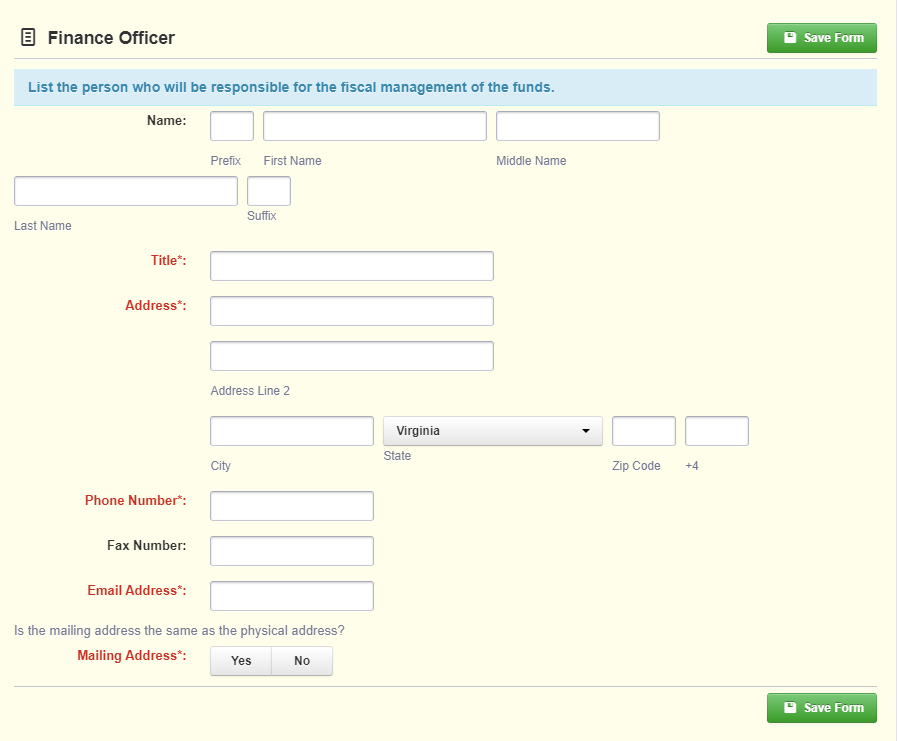 Finance Officer
Save Form
List the person who will be responsible for the fiscal management of the funds.
Name:
Prefix First Name Middle Name
Last Name Suffix
Title*:
Address*:
Address Line 2
Virginia
City State Zip Code +4
Phone Number*:
Fax Number:
Email Address*:
Is the mailing address the same as the physical address?
Mailing Address*: Yes No
Save Form